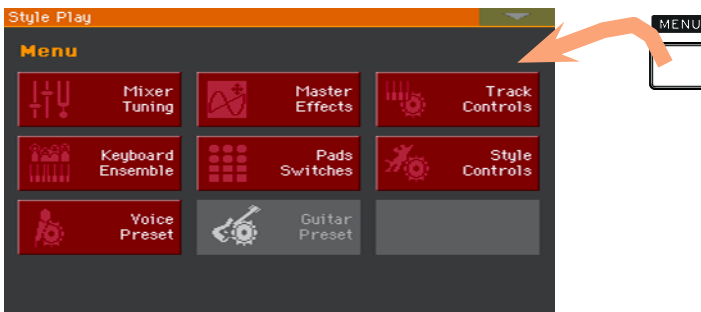 Style Play
MENU
Menu
Mixer
Tuning
Master
Effects
Track
Controls
Keyboard
Ensemble
Pads
Switches
Style
Controls
Voice
Preset
Guitar
Preset